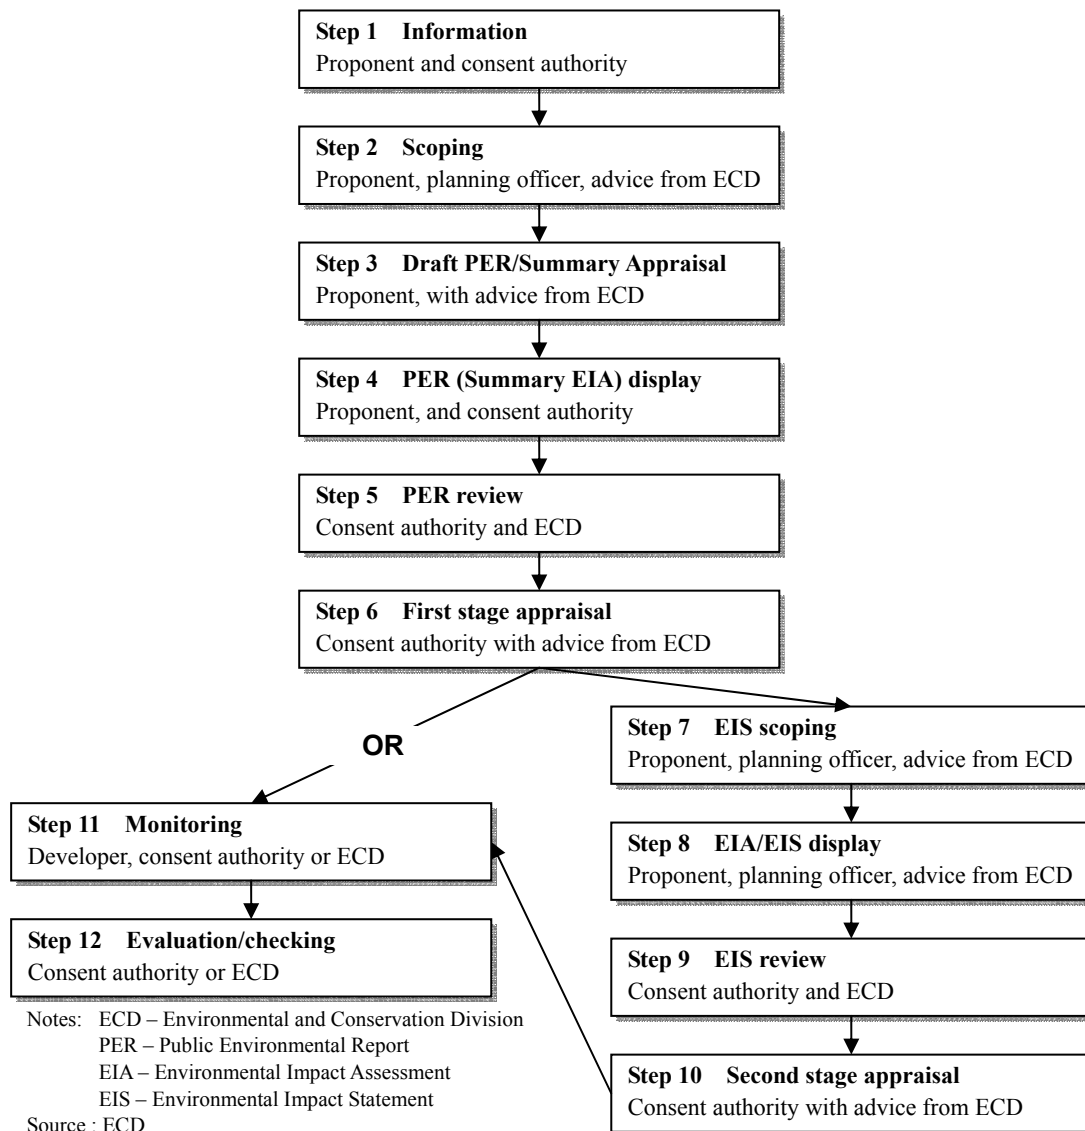 Step 1 Information
Proponent and consent authority
Step 2 Scoping
Proponent, planning officer, advice from ECD
Step 3 Draft PER/Summary Appraisal
Proponent, with advice from ECD
Step 4 PER (Summary EIA) display
Proponent, and consent authority
Step 5 PER review
Consent authority and ECD
Step 6 First stage appraisal
Consent authority with advice from ECD
OR
Step 7 EIS scoping
Proponent, planning officer, advice from ECD
Step 8 EIA/EIS display
Proponent, planning officer, advice from ECD
Step 9 EIS review
Consent authority and ECD
Step 10 Second stage appraisal
Consent authority with advice from ECD
Step 11 Monitoring
Developer, consent authority or ECD
Step 12 Evaluation/checking
Consent authority or ECD
Notes: ECD – Environmental and Conservation Division
PER – Public Environmental Report
EIA – Environmental Impact Assessment
EIS – Environmental Impact Statement
Source : ECD